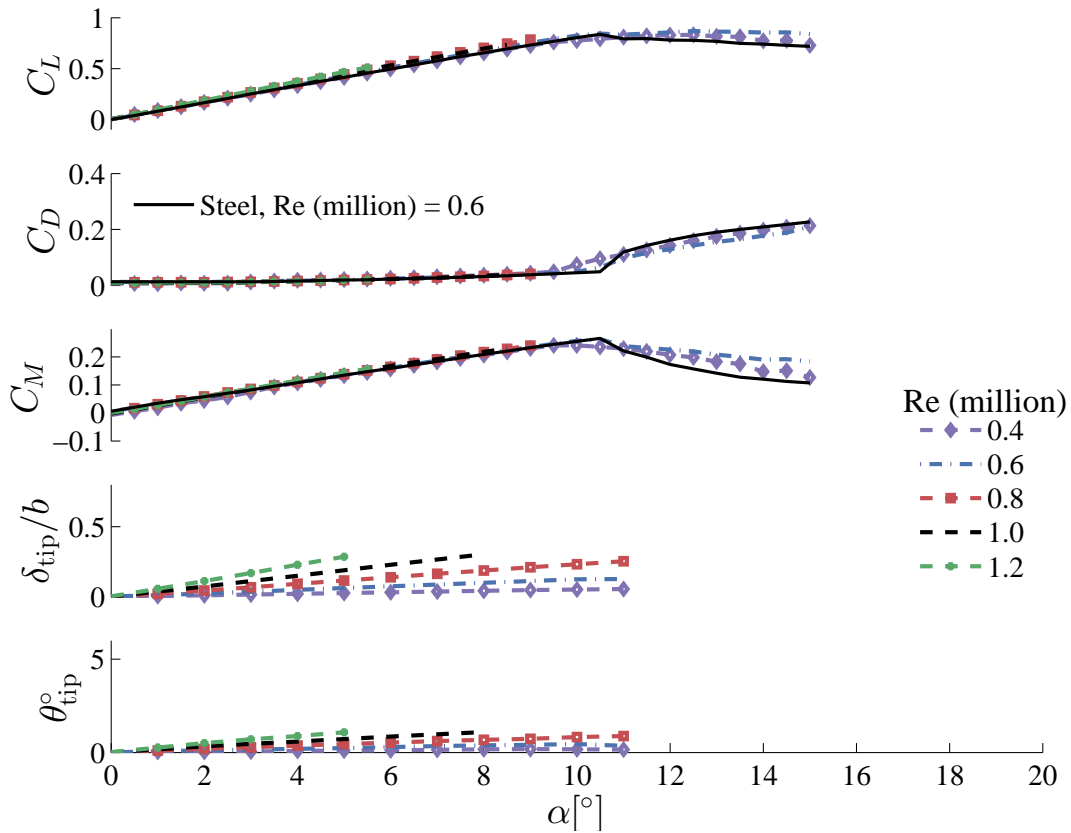 1
0.5
0
C_L
0.4
0.2
0
C_D
Steel, Re (million) = 0.6
0.2
0.1
0
−0.1
C_M
Re (million)
0.4
0.6
0.8
1.0
1.2
0.5
0
δ_tip/b
5
0
θ°_tip
0 2 4 6 8 10 12 14 16 18 20
α[°]